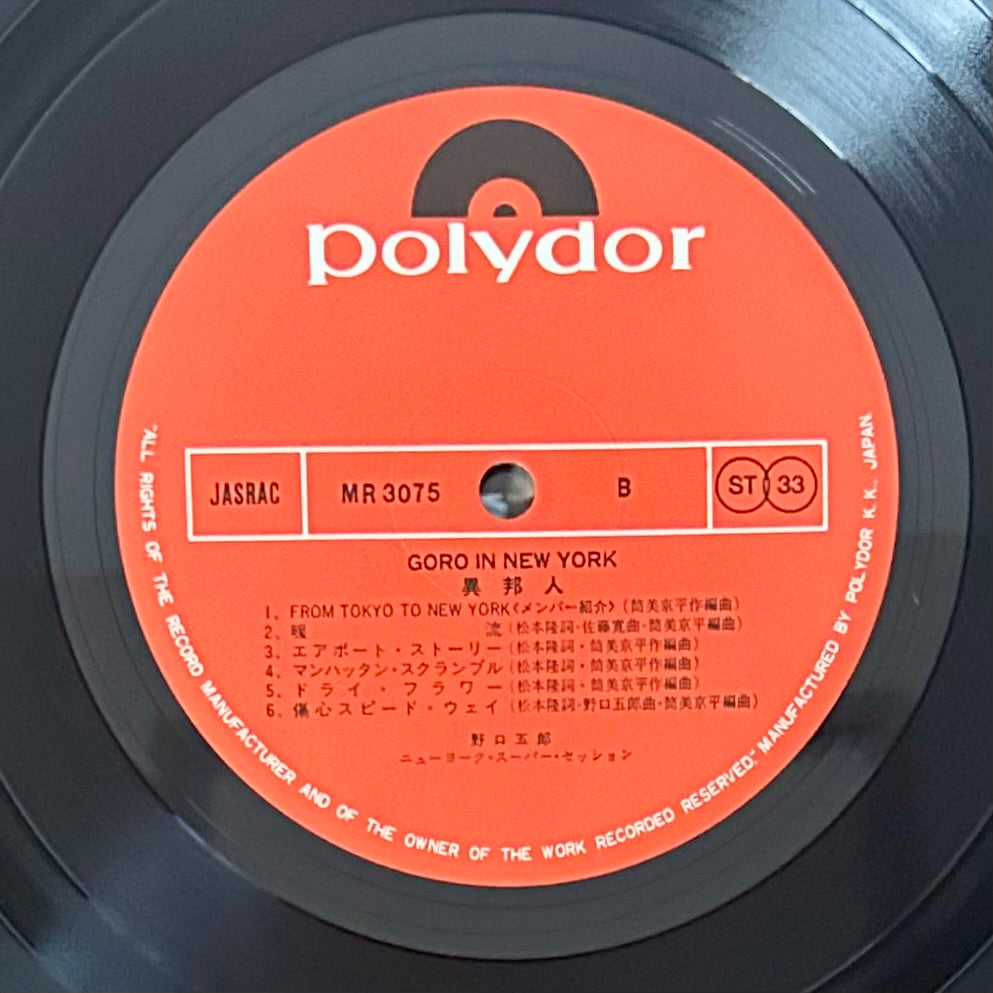 polydor
JASRAC MR 3075 B ST 33
GORO IN NEW YORK
異邦人
1. FROM TOKYO TO NEW YORK<メンバー紹介> (筒美京平作編曲)
2. 暖流 (松本隆詞・佐藤寛曲・筒美京平編曲)
3. エアポート・ストーリー (松本隆詞・筒美京平作編曲)
4. マンハッタン・スクランブル (松本隆詞・筒美京平作編曲)
5. ドライ・フラワー (松本隆詞・筒美京平作編曲)
6. 傷心スピード・ウェイ (松本隆詞・野口五郎曲・筒美京平編曲)
野口五郎
ニューヨーク・スーパー・セッション
"ALL RIGHTS OF THE RECORD MANUFACTURER AND OF THE OWNER OF THE WORK RECORDED RESERVED." MANUFACTURED BY POLYDOR K.K., JAPAN